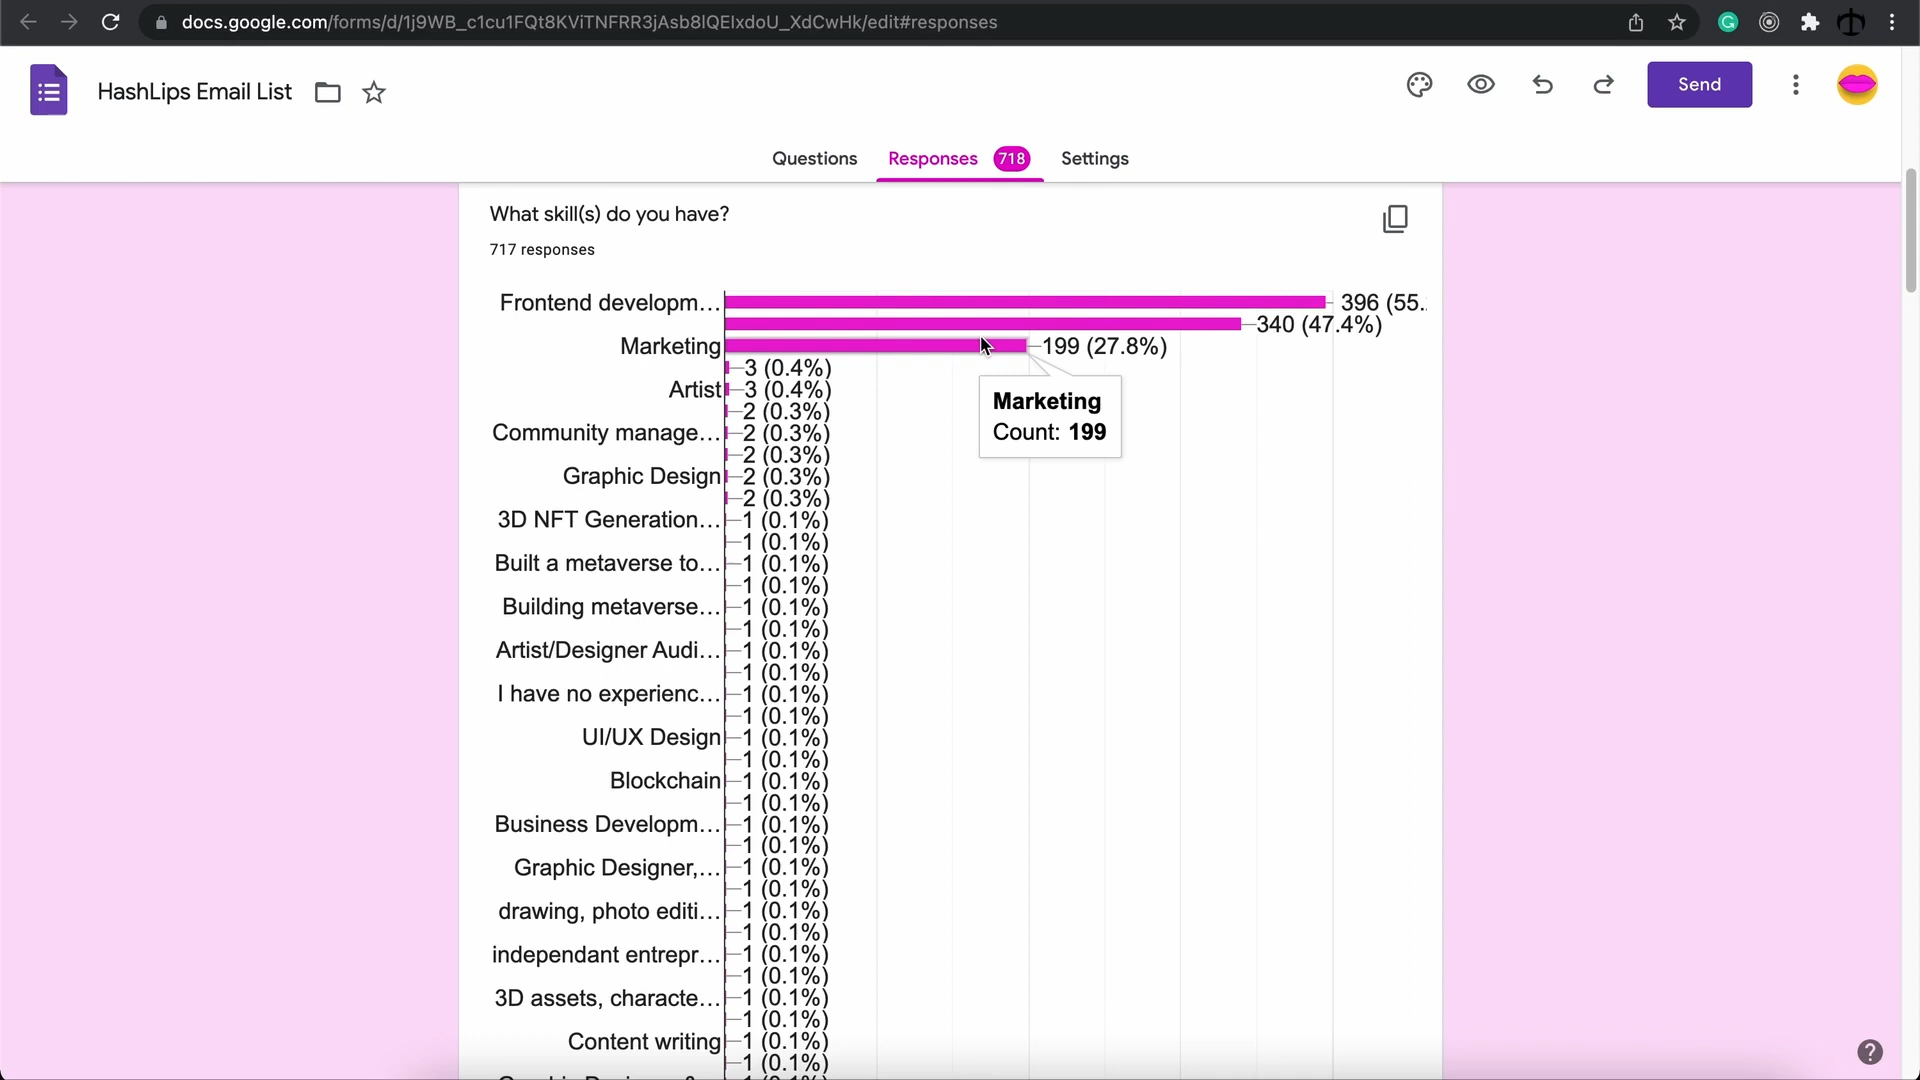 docs.google.com/forms/d/1j9WB_c1cu1FQt8KViTNFRR3jAsb8lQEIxdoU_XdCwHk/edit#responses
HashLips Email List
Send
Questions Responses 718 Settings
What skill(s) do you have?
717 responses
Frontend developm… 396 (55.
340 (47.4%)
Marketing 199 (27.8%)
3 (0.4%)
Artist 3 (0.4%)
Marketing
Count: 199
2 (0.3%)
Community manage… 2 (0.3%)
2 (0.3%)
Graphic Design 2 (0.3%)
2 (0.3%)
3D NFT Generation… 1 (0.1%)
1 (0.1%)
Built a metaverse to… 1 (0.1%)
1 (0.1%)
Building metaverse… 1 (0.1%)
1 (0.1%)
Artist/Designer Audi… 1 (0.1%)
1 (0.1%)
I have no experienc… 1 (0.1%)
1 (0.1%)
UI/UX Design 1 (0.1%)
1 (0.1%)
Blockchain 1 (0.1%)
1 (0.1%)
Business Developm… 1 (0.1%)
1 (0.1%)
Graphic Designer,… 1 (0.1%)
1 (0.1%)
drawing, photo editi… 1 (0.1%)
1 (0.1%)
independant entrepr… 1 (0.1%)
1 (0.1%)
3D assets, characte… 1 (0.1%)
1 (0.1%)
Content writing 1 (0.1%)
1 (0.1%)